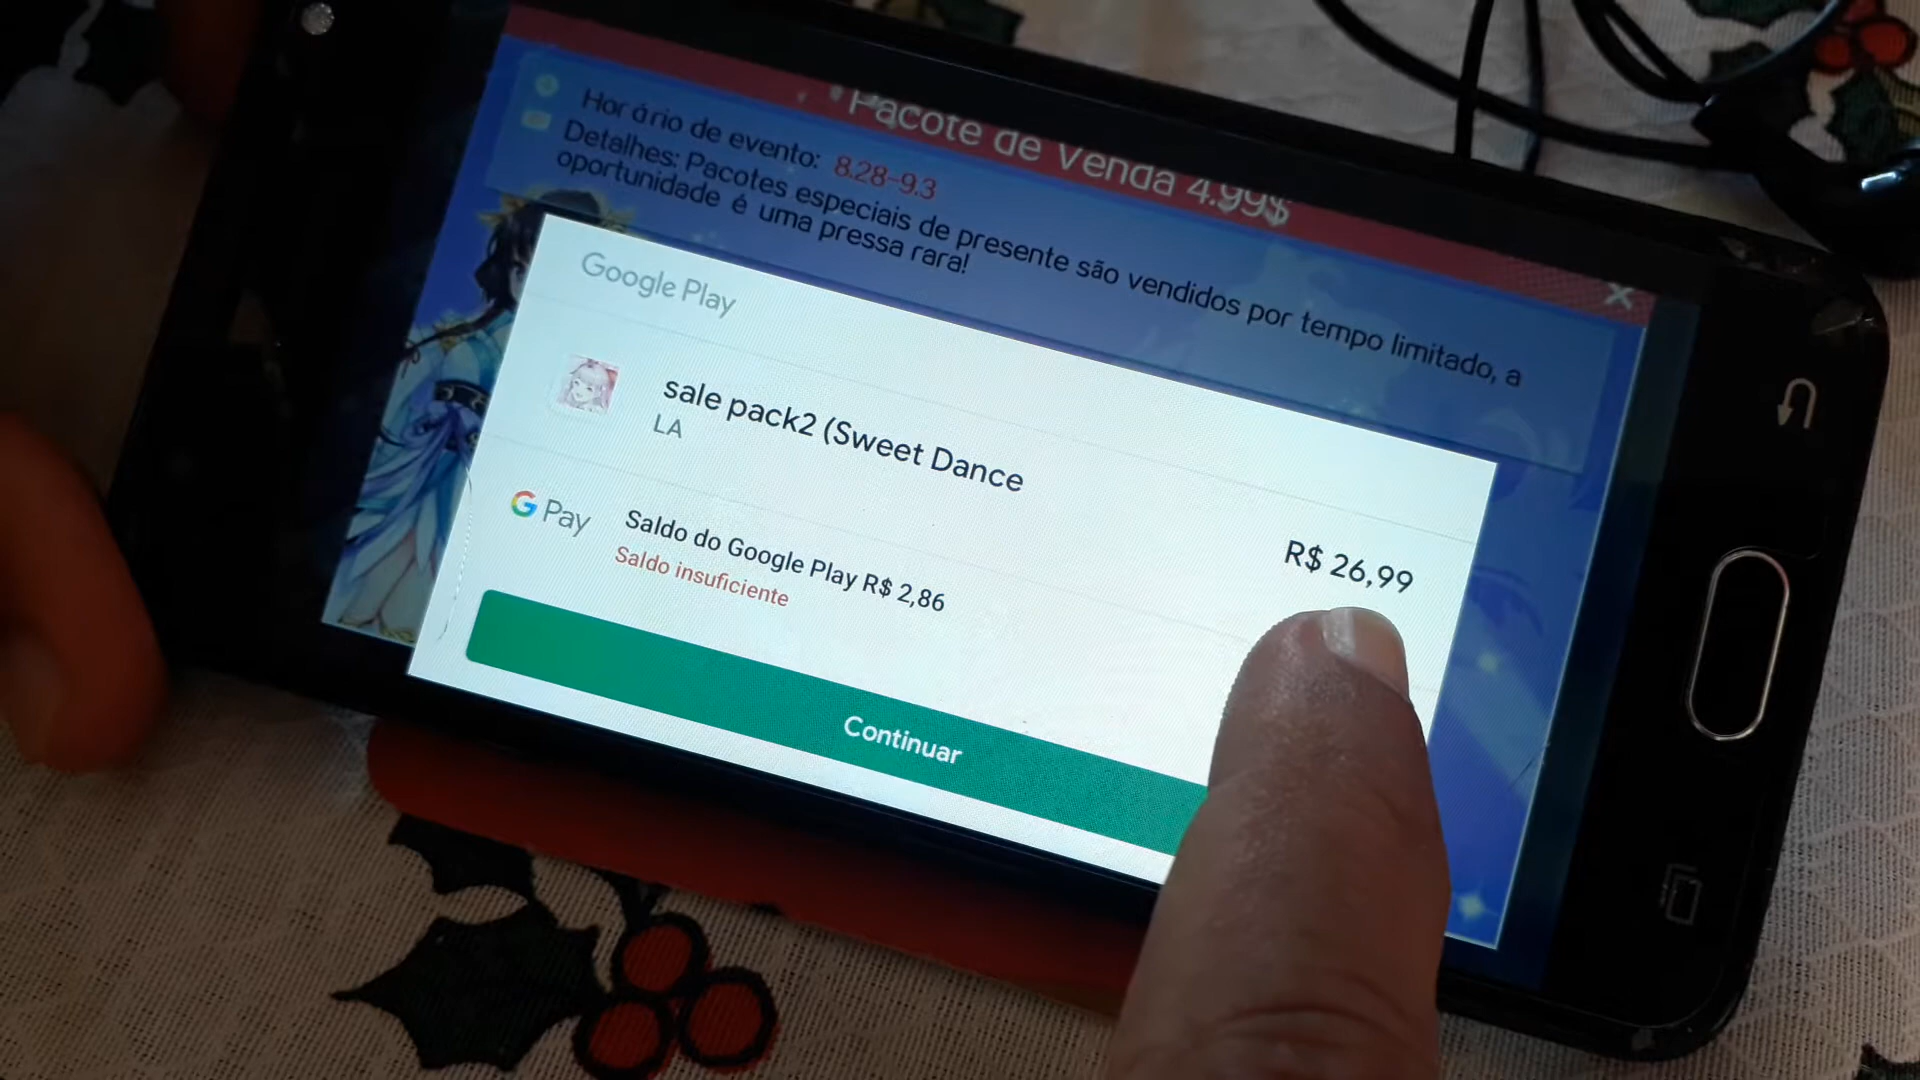 Pacote de Venda 4.99$
Horário de evento: 8.28-9.3
Detalhes: Pacotes especiais de presente são vendidos por tempo limitado, a
oportunidade é uma pressa rara!
Google Play
sale pack2 (Sweet Dance
LA
R$ 26,99
G Pay
Saldo do Google Play R$ 2,86
Saldo insuficiente
Continuar